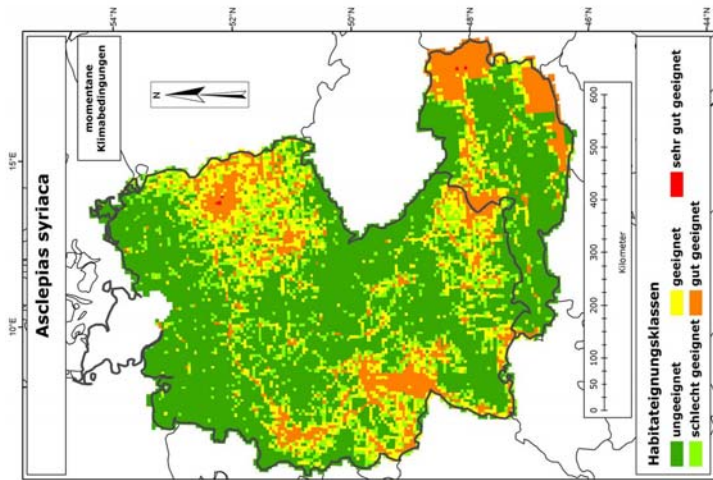 Asclepias syriaca
momentane
Klimabedingungen
N
10°E
15°E
54°N
52°N
50°N
48°N
46°N
44°N
0 50 100 150 200 300 400 500 600
Kilometer
Habitateignungsklassen
ungeeignet
geeignet
sehr gut geeignet
schlecht geeignet
gut geeignet